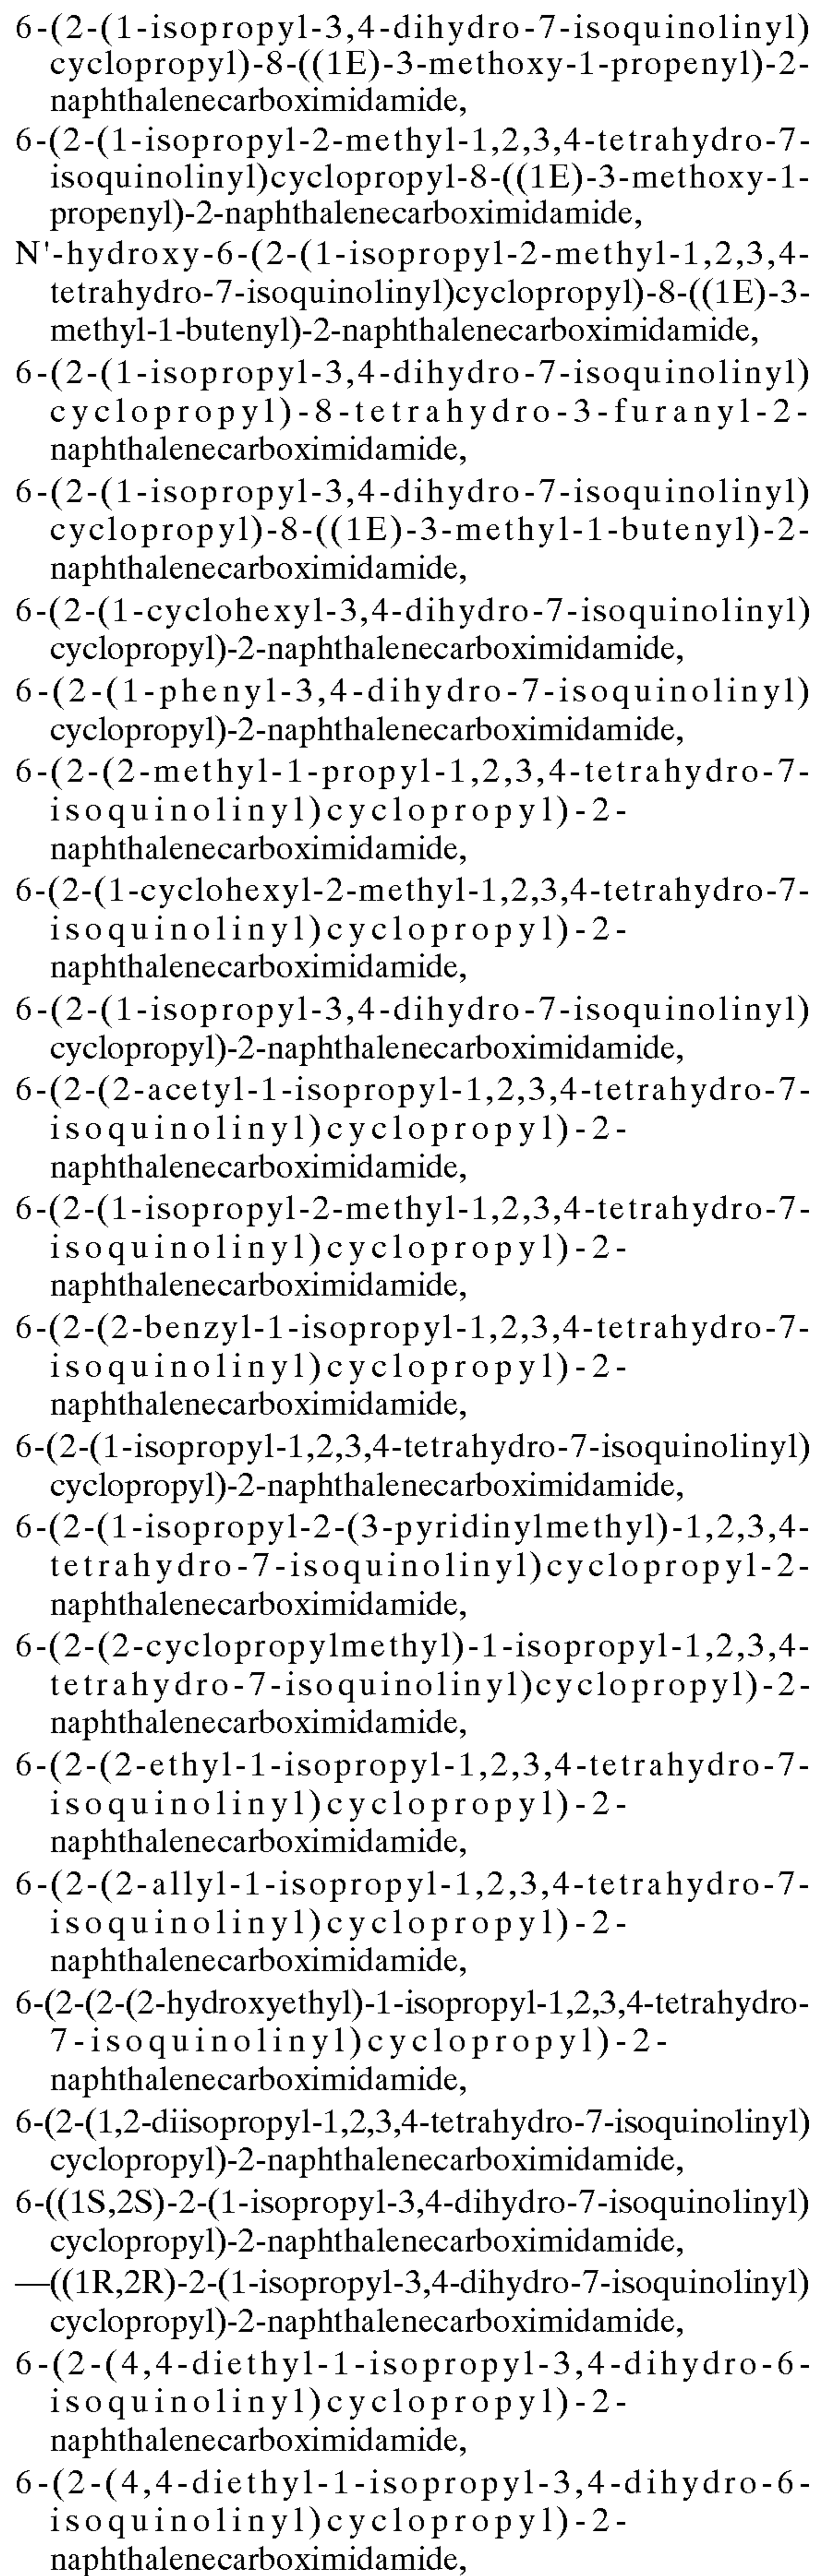 6-(2-(1-isopropyl-3,4-dihydro-7-isoquinolinyl)
cyclopropyl)-8-((1E)-3-methoxy-1-propenyl)-2-
naphthalenecarboximidamide,
6-(2-(1-isopropyl-2-methyl-1,2,3,4-tetrahydro-7-
isoquinolinyl)cyclopropyl-8-((1E)-3-methoxy-1-
propenyl)-2-naphthalenecarboximidamide,
N'-hydroxy-6-(2-(1-isopropyl-2-methyl-1,2,3,4-
tetrahydro-7-isoquinolinyl)cyclopropyl)-8-((1E)-3-
methyl-1-butenyl)-2-naphthalenecarboximidamide,
6-(2-(1-isopropyl-3,4-dihydro-7-isoquinolinyl)
cyclopropyl)-8-tetrahydro-3-furanyl-2-
naphthalenecarboximidamide,
6-(2-(1-isopropyl-3,4-dihydro-7-isoquinolinyl)
cyclopropyl)-8-((1E)-3-methyl-1-butenyl)-2-
naphthalenecarboximidamide,
6-(2-(1-cyclohexyl-3,4-dihydro-7-isoquinolinyl)
cyclopropyl)-2-naphthalenecarboximidamide,
6-(2-(1-phenyl-3,4-dihydro-7-isoquinolinyl)
cyclopropyl)-2-naphthalenecarboximidamide,
6-(2-(2-methyl-1-propyl-1,2,3,4-tetrahydro-7-
isoquinolinyl)cyclopropyl)-2-
naphthalenecarboximidamide,
6-(2-(1-cyclohexyl-2-methyl-1,2,3,4-tetrahydro-7-
isoquinolinyl)cyclopropyl)-2-
naphthalenecarboximidamide,
6-(2-(1-isopropyl-3,4-dihydro-7-isoquinolinyl)
cyclopropyl)-2-naphthalenecarboximidamide,
6-(2-(2-acetyl-1-isopropyl-1,2,3,4-tetrahydro-7-
isoquinolinyl)cyclopropyl)-2-
naphthalenecarboximidamide,
6-(2-(1-isopropyl-2-methyl-1,2,3,4-tetrahydro-7-
isoquinolinyl)cyclopropyl)-2-
naphthalenecarboximidamide,
6-(2-(2-benzyl-1-isopropyl-1,2,3,4-tetrahydro-7-
isoquinolinyl)cyclopropyl)-2-
naphthalenecarboximidamide,
6-(2-(1-isopropyl-1,2,3,4-tetrahydro-7-isoquinolinyl)
cyclopropyl)-2-naphthalenecarboximidamide,
6-(2-(1-isopropyl-2-(3-pyridinylmethyl)-1,2,3,4-
tetrahydro-7-isoquinolinyl)cyclopropyl-2-
naphthalenecarboximidamide,
6-(2-(2-cyclopropylmethyl)-1-isopropyl-1,2,3,4-
tetrahydro-7-isoquinolinyl)cyclopropyl)-2-
naphthalenecarboximidamide,
6-(2-(2-ethyl-1-isopropyl-1,2,3,4-tetrahydro-7-
isoquinolinyl)cyclopropyl)-2-
naphthalenecarboximidamide,
6-(2-(2-allyl-1-isopropyl-1,2,3,4-tetrahydro-7-
isoquinolinyl)cyclopropyl)-2-
naphthalenecarboximidamide,
6-(2-(2-(2-hydroxyethyl)-1-isopropyl-1,2,3,4-tetrahydro-
7-isoquinolinyl)cyclopropyl)-2-
naphthalenecarboximidamide,
6-(2-(1,2-diisopropyl-1,2,3,4-tetrahydro-7-isoquinolinyl)
cyclopropyl)-2-naphthalenecarboximidamide,
6-((1S,2S)-2-(1-isopropyl-3,4-dihydro-7-isoquinolinyl)
cyclopropyl)-2-naphthalenecarboximidamide,
—((1R,2R)-2-(1-isopropyl-3,4-dihydro-7-isoquinolinyl)
cyclopropyl)-2-naphthalenecarboximidamide,
6-(2-(4,4-diethyl-1-isopropyl-3,4-dihydro-6-
isoquinolinyl)cyclopropyl)-2-
naphthalenecarboximidamide,
6-(2-(4,4-diethyl-1-isopropyl-3,4-dihydro-6-
isoquinolinyl)cyclopropyl)-2-
naphthalenecarboximidamide,